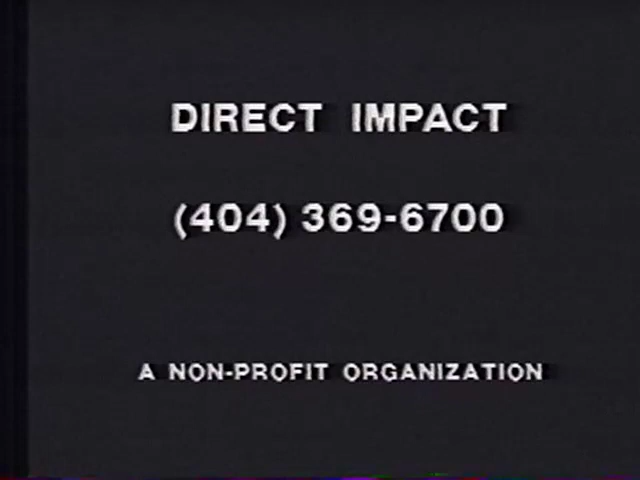 DIRECT IMPACT
(404) 369-6700
A NON-PROFIT ORGANIZATION